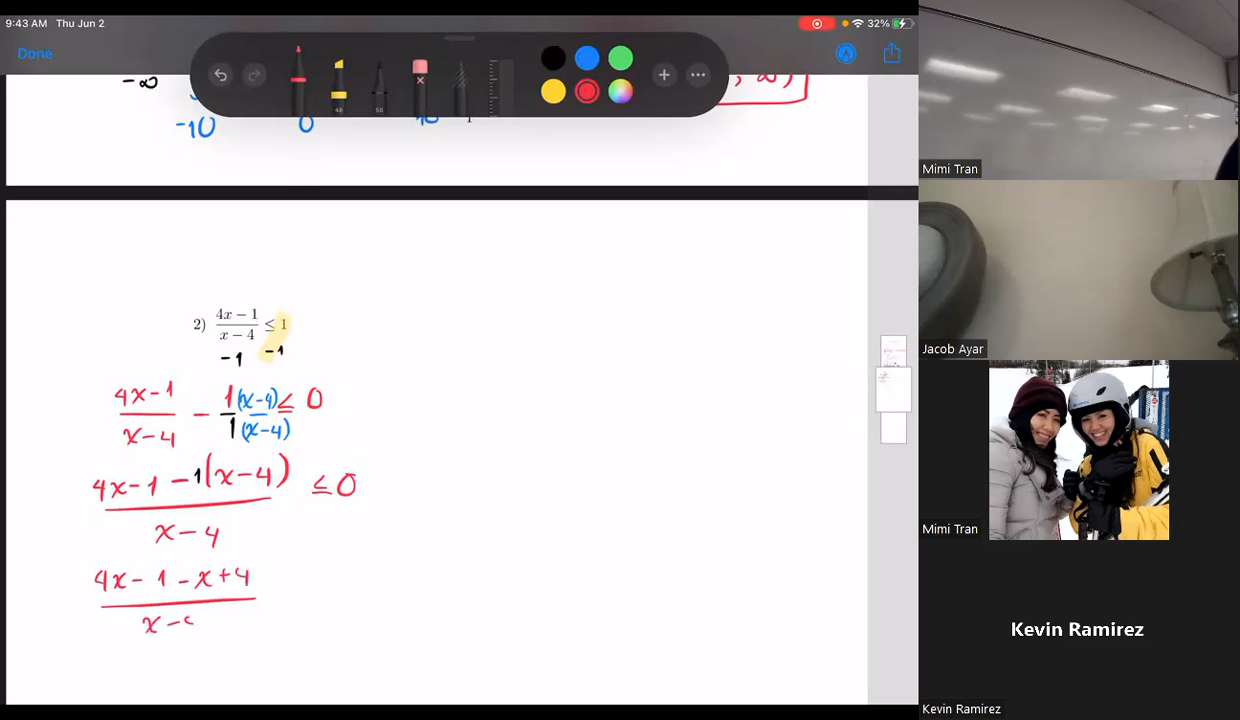 9:43 AM Thu Jun 2
32%
Done
-∞
, ∞)
-10
0
2) 4x − 1
x − 4
≤ 1
-1 -1
4x-1
x-4
- 1(x-4) ≤ 0
1(x-4)
4x-1 -1(x-4) ≤ 0
x-4
4x-1-x+4
x-
Mimi Tran
Jacob Ayar
Mimi Tran
Kevin Ramirez
Kevin Ramirez